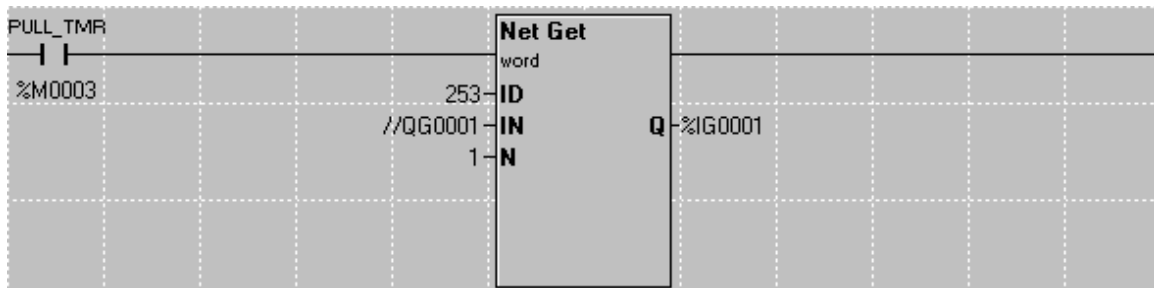 PULL_TMR
%M0003
Net Get
word
253 ID
//QG0001 IN Q %IG0001
1 N